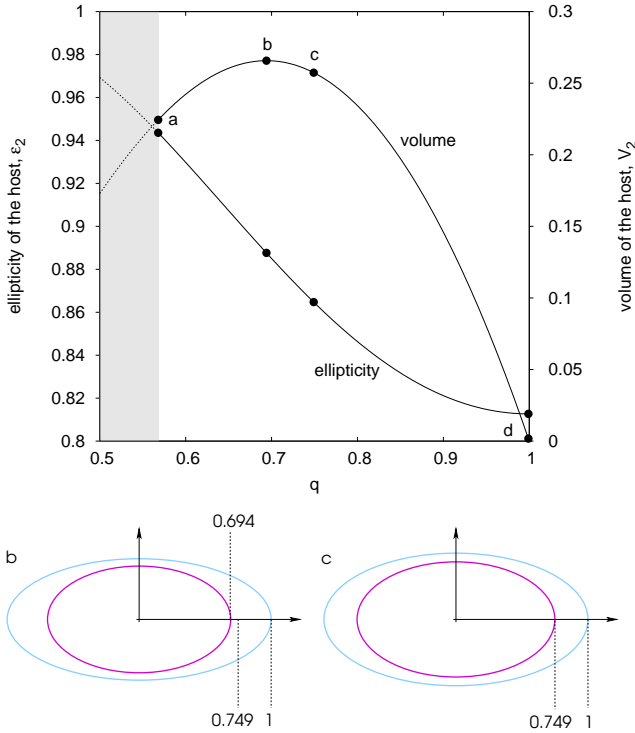 ellipticity of the host, ε₂
1
0.98
0.96
0.94
0.92
0.9
0.88
0.86
0.84
0.82
0.8
0.3
0.25
0.2
0.15
0.1
0.05
0
volume of the host, V₂
a
b
c
d
volume
ellipticity
0.5
0.6
0.7
0.8
0.9
1
q
b
0.694
0.749
1
c
0.749
1